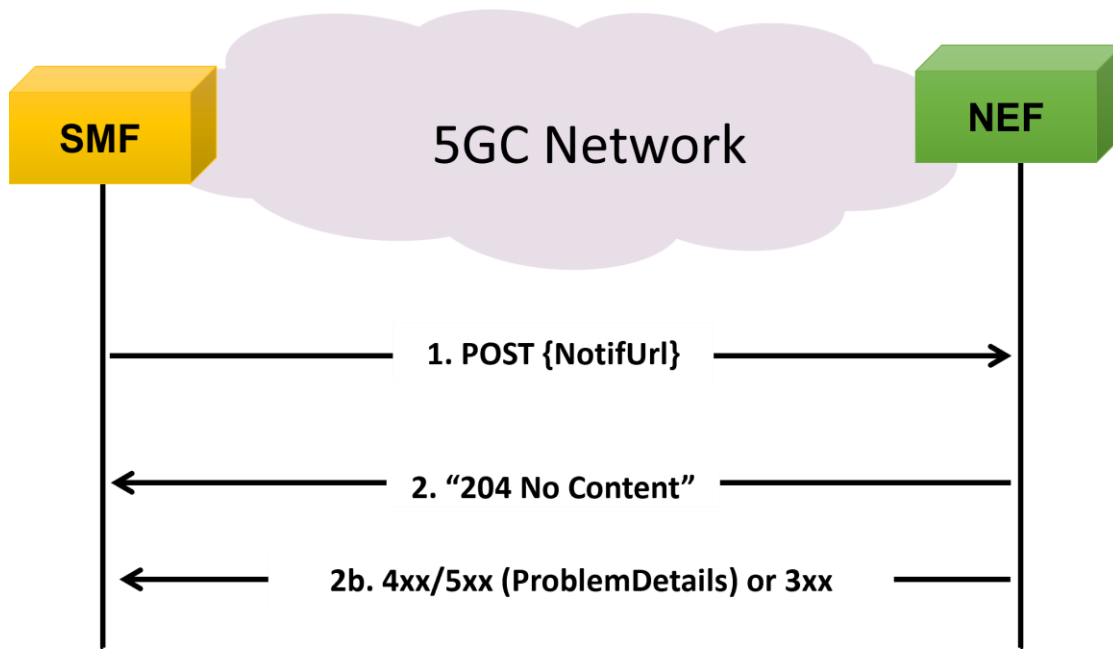 SMF
5GC Network
NEF
1. POST {NotifUrl}
2. “204 No Content”
2b. 4xx/5xx (ProblemDetails) or 3xx